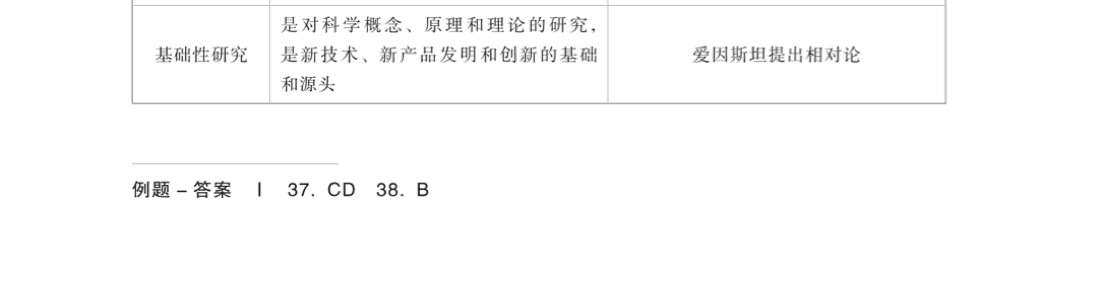 是对科学概念、原理和理论的研究，
基础性研究
是新技术、新产品发明和创新的基础
爱因斯坦提出相对论
和源头
例题 – 答案 I 37. CD 38. B